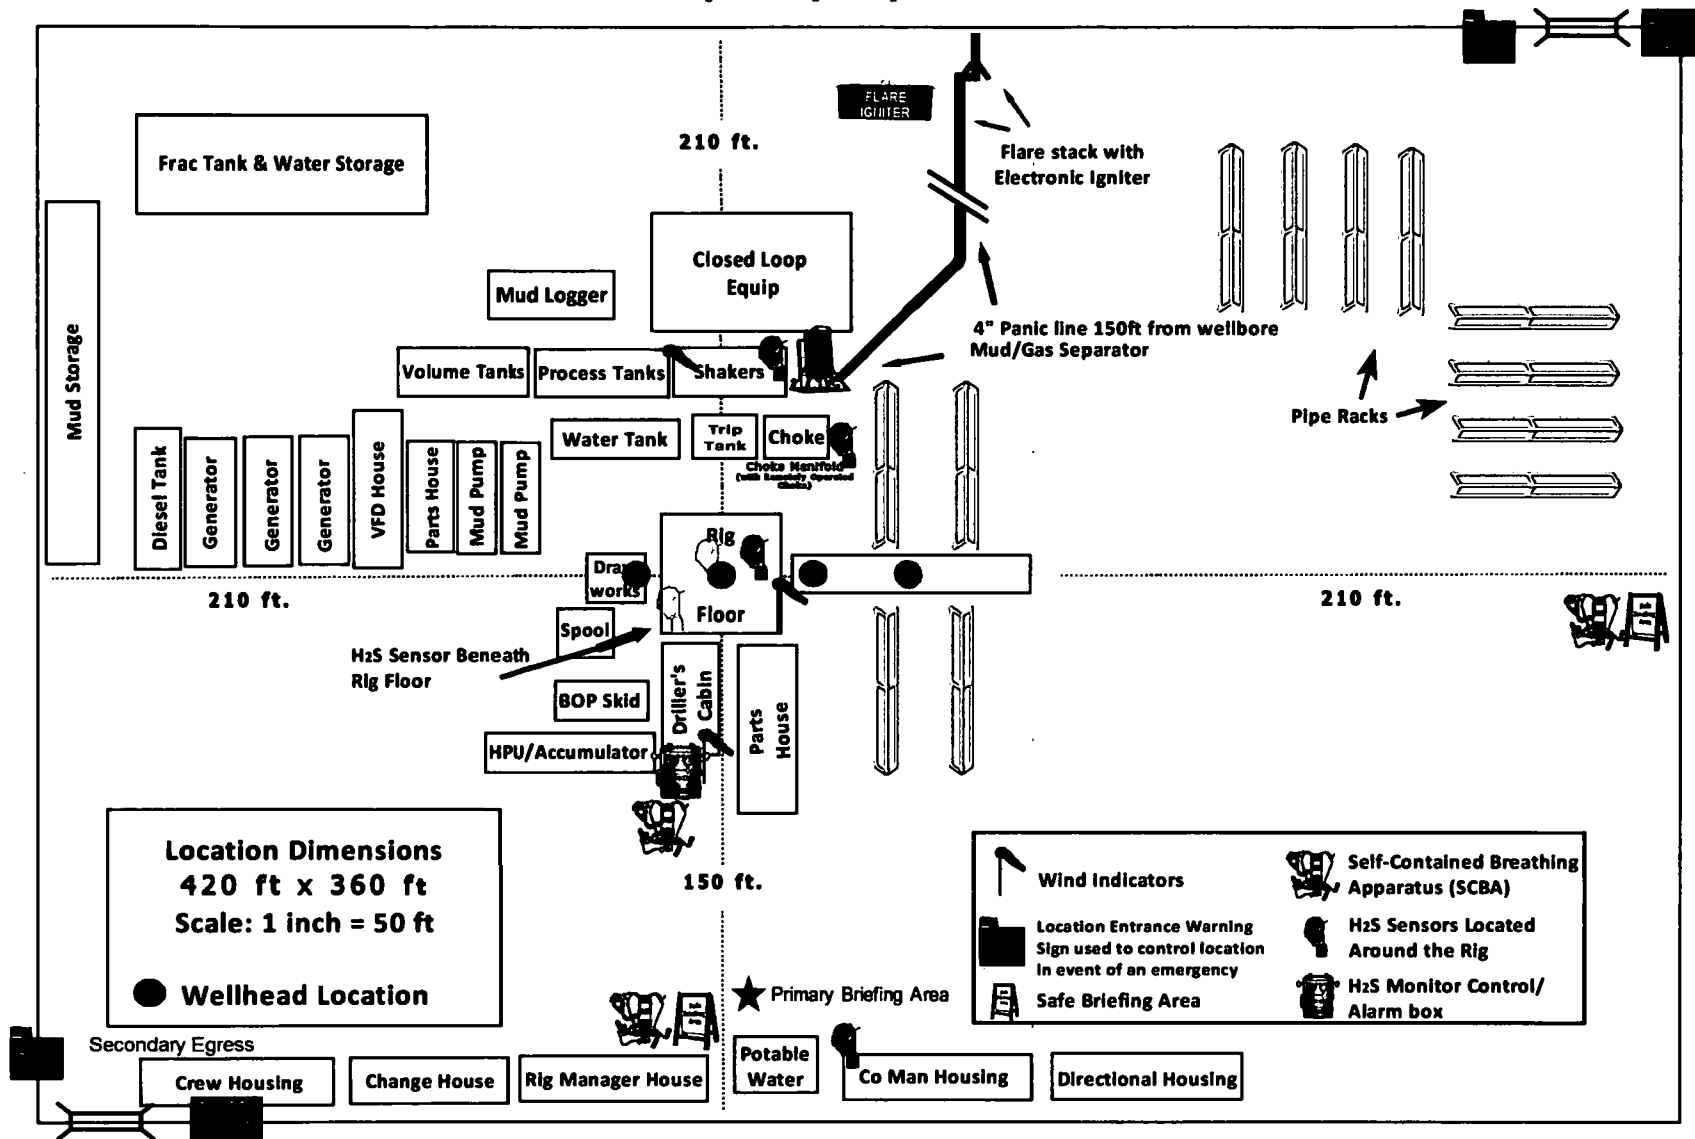 FLARE
IGNITER
210 ft.
Flare stack with
Electronic Igniter
Frac Tank & Water Storage
Closed Loop
Equip
Mud Logger
4" Panic line 150ft from wellbore
Mud/Gas Separator
Mud Storage
Volume Tanks
Process Tanks
Shakers
Pipe Racks
Water Tank
Trip
Tank
Choke
Choke Manifold
(with Remotely Operated
Choke)
Diesel Tank
Generator
Generator
Generator
VFD House
Parts House
Mud Pump
Mud Pump
Rig
Floor
Draw
works
210 ft.
210 ft.
Spool
H2S Sensor Beneath
Rig Floor
BOP Skid
Driller's
Cabin
Parts
House
HPU/Accumulator
Location Dimensions
420 ft x 360 ft
Scale: 1 inch = 50 ft
Wellhead Location
150 ft.
Wind Indicators
Location Entrance Warning
Sign used to control location
in event of an emergency
Safe Briefing Area
Self-Contained Breathing
Apparatus (SCBA)
H2S Sensors Located
Around the Rig
H2S Monitor Control/
Alarm box
Primary Briefing Area
Secondary Egress
Crew Housing
Change House
Rig Manager House
Potable
Water
Co Man Housing
Directional Housing